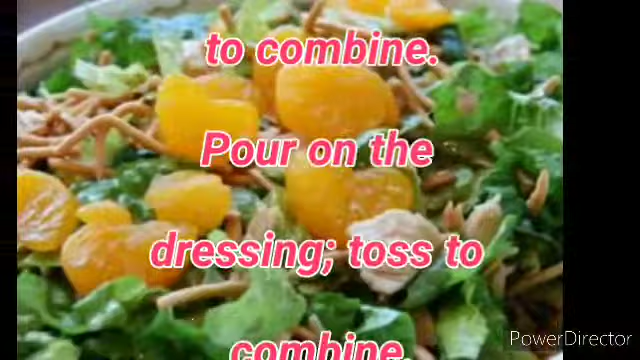 to combine.
Pour on the
dressing; toss to
combine.
PowerDirector